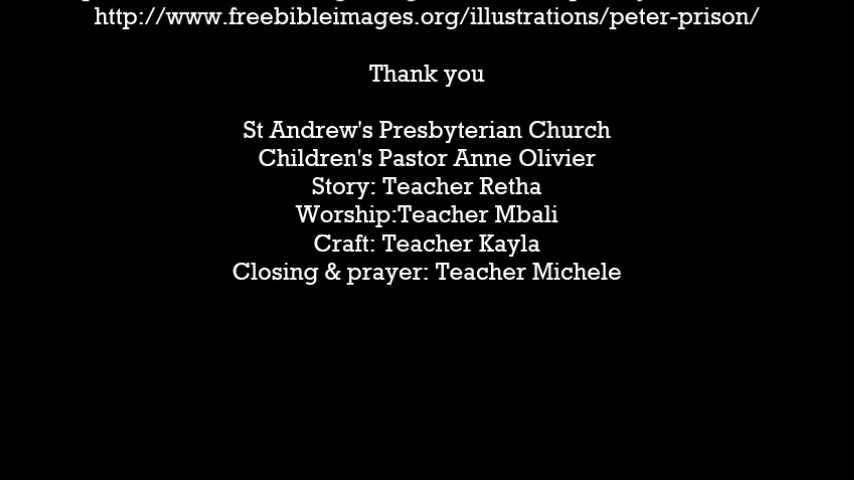 http://www.freebibleimages.org/illustrations/peter-prison/
Thank you
St Andrew's Presbyterian Church
Children's Pastor Anne Olivier
Story: Teacher Retha
Worship:Teacher Mbali
Craft: Teacher Kayla
Closing & prayer: Teacher Michele